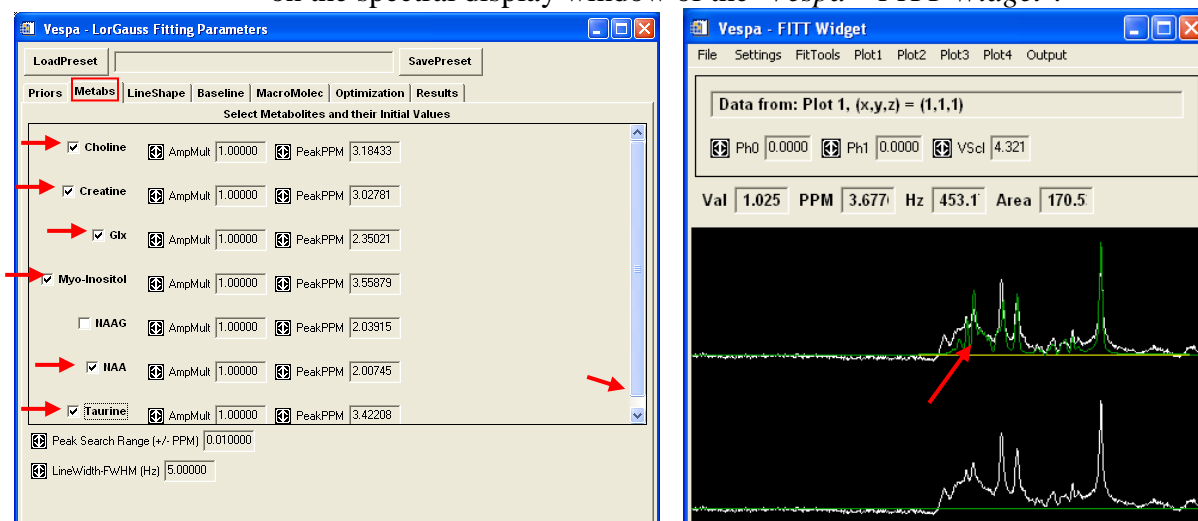 on the spectral display window of the "Vespa – FITT Widget".
Vespa - LorGauss Fitting Parameters
LoadPreset SavePreset
Priors Metabs LineShape Baseline MacroMolec Optimization Results
Select Metabolites and their Initial Values
Choline AmpMult 1.00000 PeakPPM 3.18433
Creatine AmpMult 1.00000 PeakPPM 3.02781
Glx AmpMult 1.00000 PeakPPM 2.35021
Myo-Inositol AmpMult 1.00000 PeakPPM 3.55879
NAAG AmpMult 1.00000 PeakPPM 2.03915
NAA AmpMult 1.00000 PeakPPM 2.00745
Taurine AmpMult 1.00000 PeakPPM 3.42208
Peak Search Range (+/- PPM) 0.010000
LineWidth-FWHM (Hz) 5.00000
Vespa - FITT Widget
File Settings FitTools Plot1 Plot2 Plot3 Plot4 Output
Data from: Plot 1, (x,y,z) = (1,1,1)
Ph0 0.0000 Ph1 0.0000 VScl 4.321
Val 1.025 PPM 3.677 Hz 453.1 Area 170.5